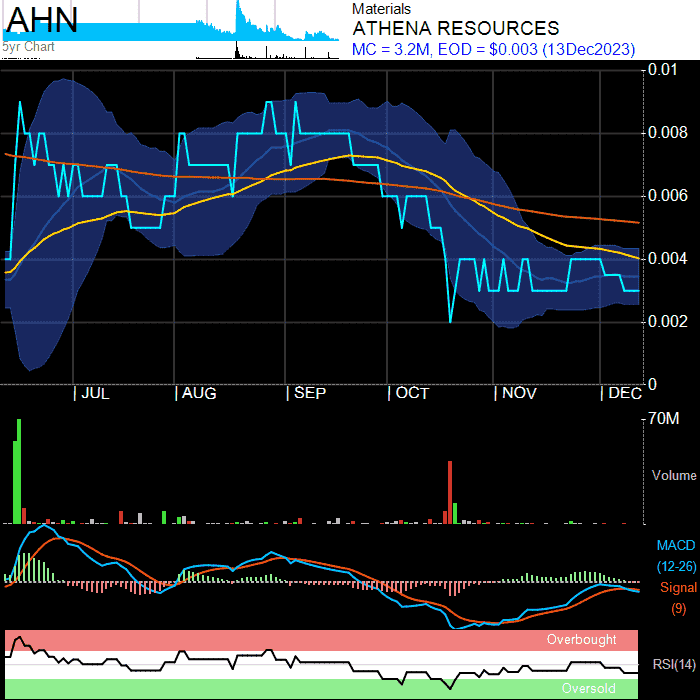 AHN
5yr Chart
Materials
ATHENA RESOURCES
MC = 3.2M, EOD = $0.003 (13Dec2023)
0.01
0.008
0.006
0.004
0.002
0
JUL
AUG
SEP
OCT
NOV
DEC
70M
Volume
MACD
(12-26)
Signal
(9)
Overbought
RSI(14)
Oversold